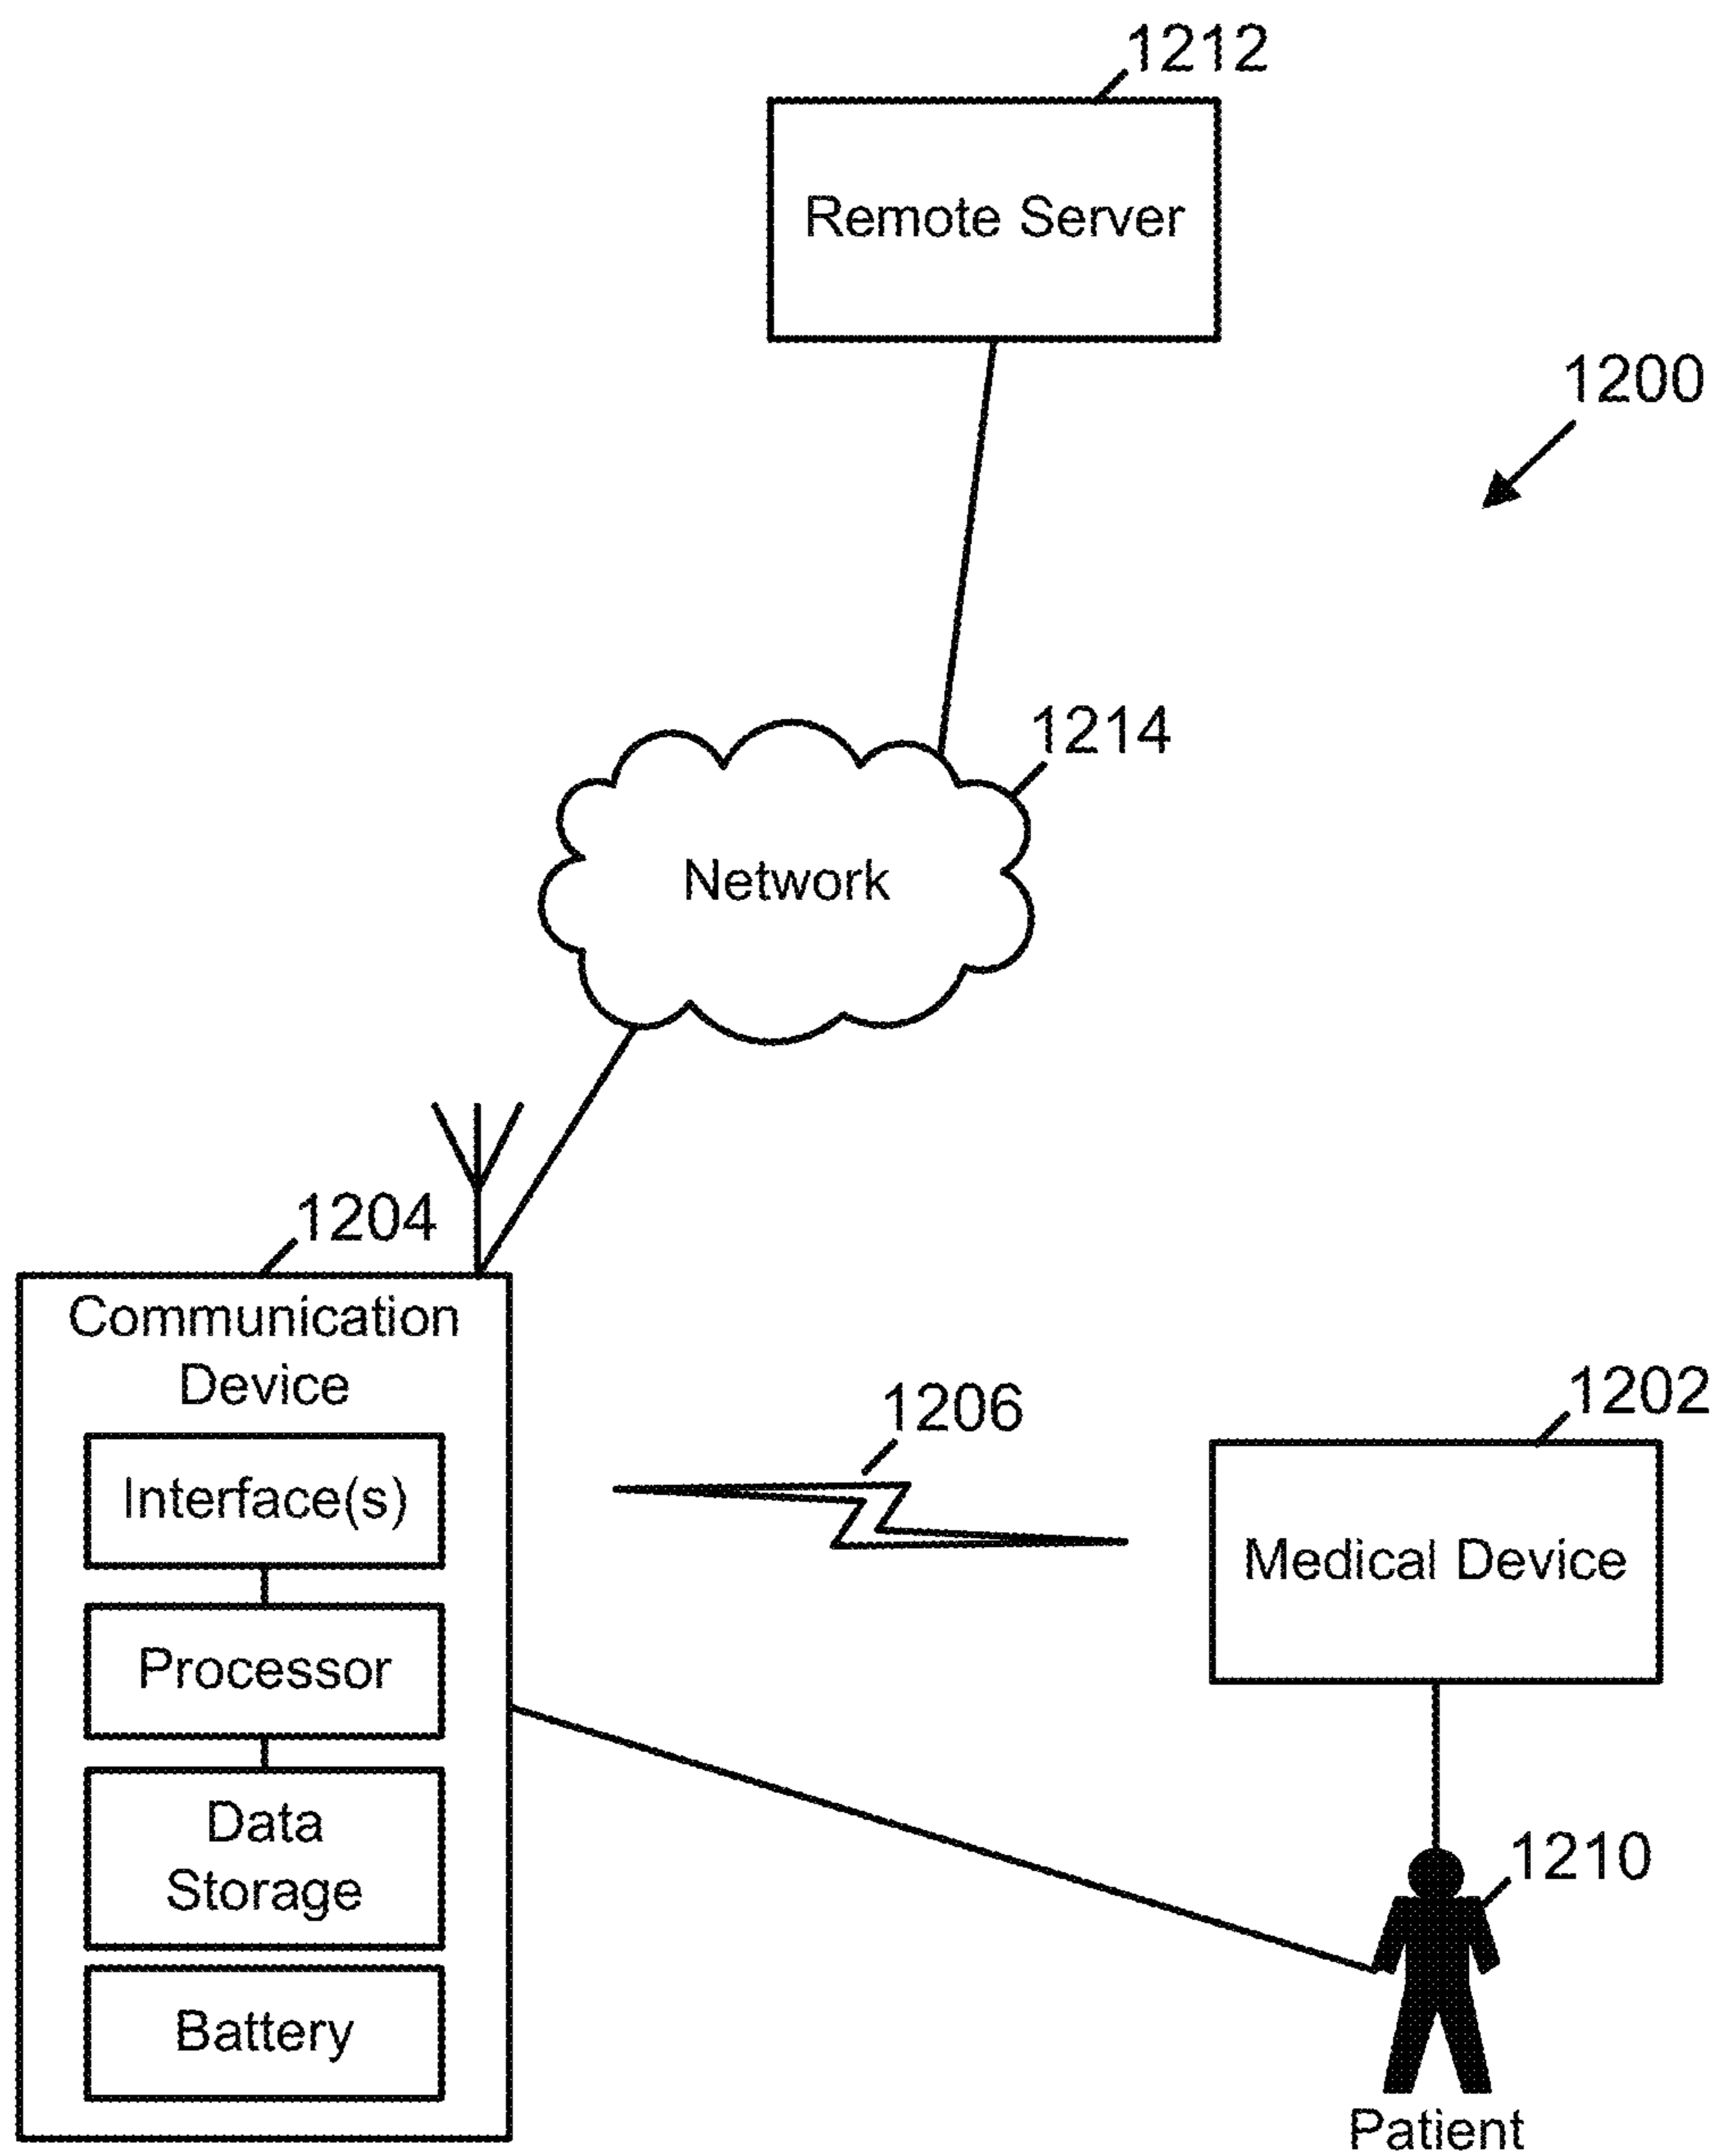 1212
Remote Server
1200
1214
Network
1204
Communication
Device
Interface(s)
Processor
Data
Storage
Battery
1206
1202
Medical Device
1210
Patient